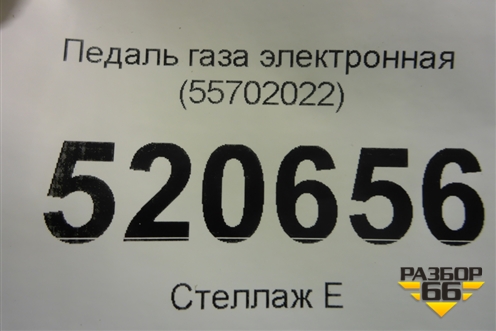 Педаль газа электронная
(55702022)
520656
Стеллаж Е
РАЗБОР
66